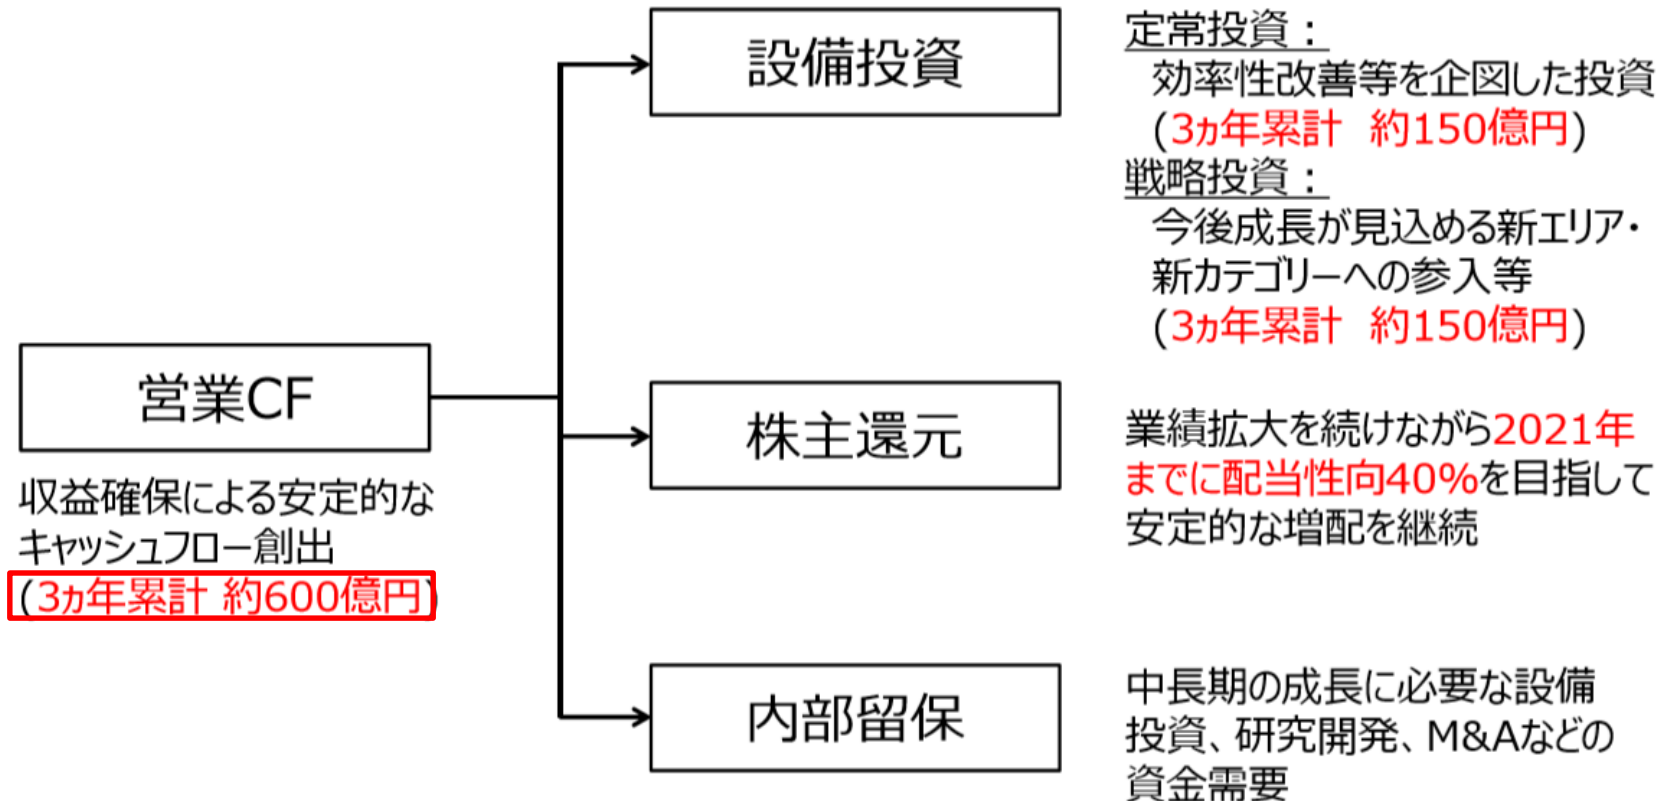 設備投資
定常投資：
効率性改善等を企図した投資
(3ヵ年累計 約150億円)
戦略投資：
今後成長が見込める新エリア・
新カテゴリーへの参入等
(3ヵ年累計 約150億円)
営業CF
収益確保による安定的な
キャッシュフロー創出
(3ヵ年累計 約600億円)
株主還元
業績拡大を続けながら2021年
までに配当性向40%を目指して
安定的な増配を継続
内部留保
中長期の成長に必要な設備
投資、研究開発、M&Aなどの
資金需要